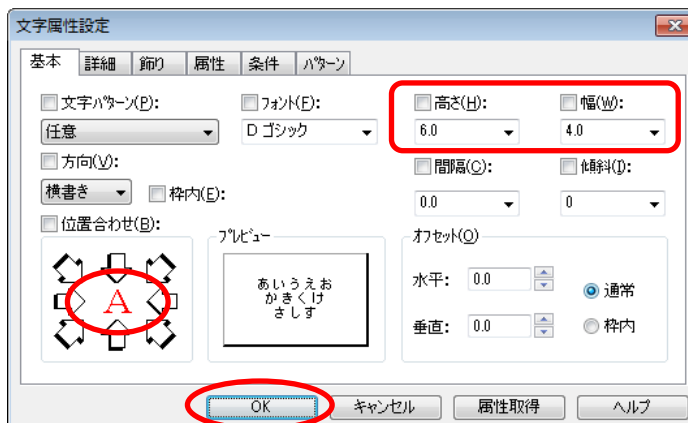 文字属性設定
基本 詳細 飾り 属性 条件 パターン
文字パターン(P): フォント(F): 高さ(H): 幅(W):
任意 D ゴシック 6.0 4.0
方向(V): 間隔(C): 傾斜(I):
横書き 枠内(E): 0.0 0
位置合わせ(B): プレビュー オフセット(O)
A
あいうえお
かきくけ
さしす
水平: 0.0 通常
垂直: 0.0 枠内
OK キャンセル 属性取得 ヘルプ